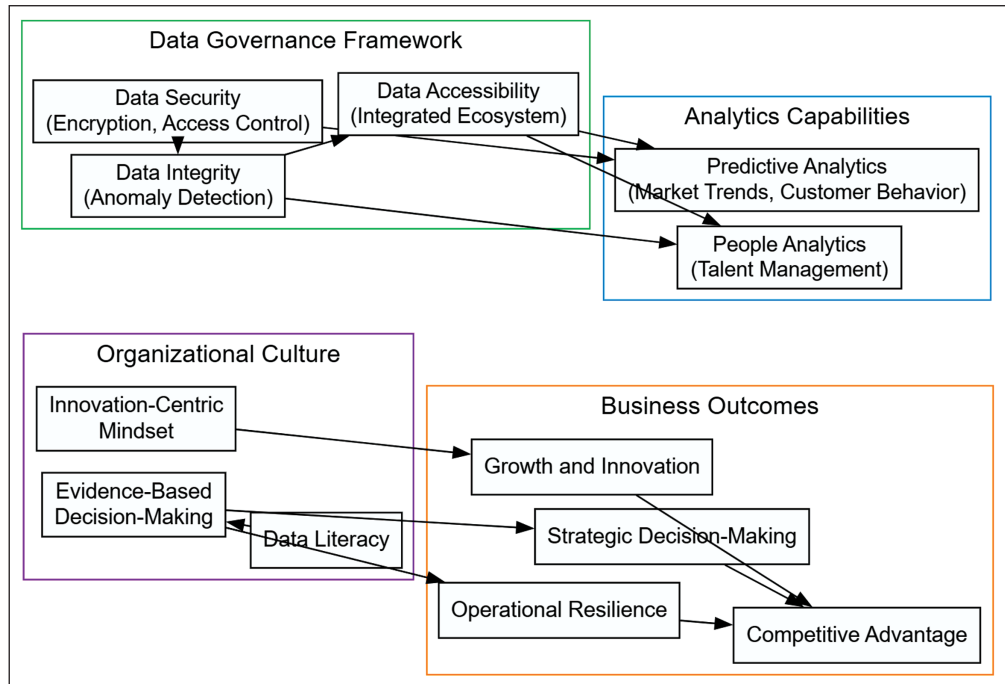 Data Governance Framework
Data Security
(Encryption, Access Control)
Data Accessibility
(Integrated Ecosystem)
Data Integrity
(Anomaly Detection)
Analytics Capabilities
Predictive Analytics
(Market Trends, Customer Behavior)
People Analytics
(Talent Management)
Organizational Culture
Innovation-Centric
Mindset
Evidence-Based
Decision-Making
Data Literacy
Business Outcomes
Growth and Innovation
Strategic Decision-Making
Operational Resilience
Competitive Advantage